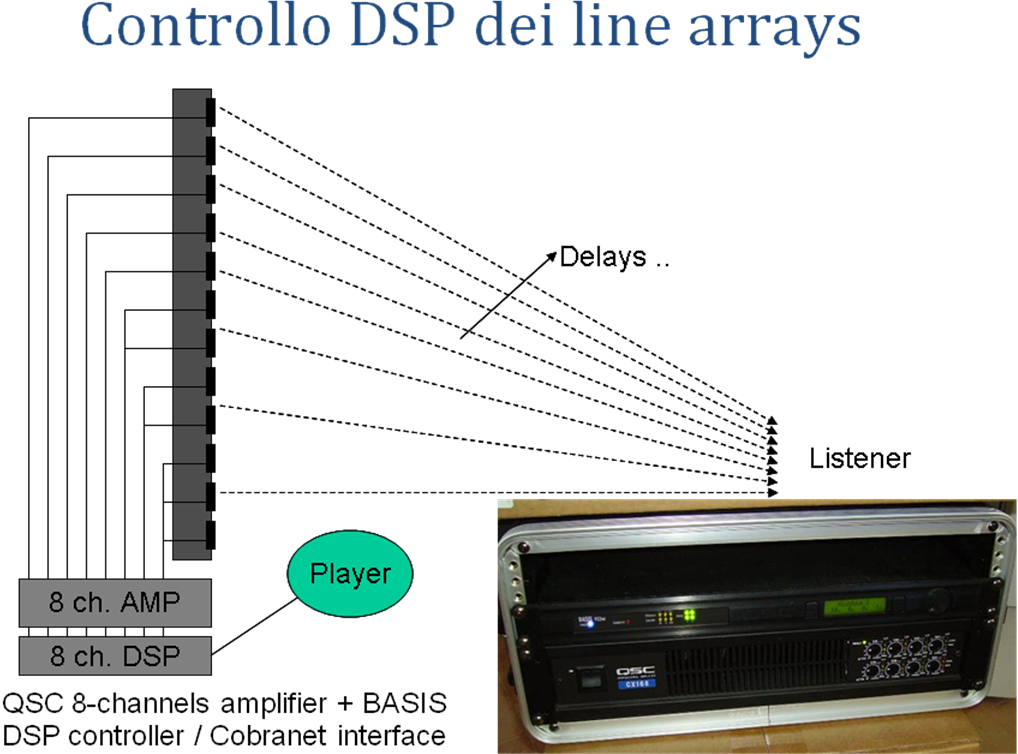 Controllo DSP dei line arrays
Delays ..
Listener
Player
8 ch. AMP
8 ch. DSP
QSC 8-channels amplifier + BASIS
DSP controller / Cobranet interface
BASIS
QSC
CX168